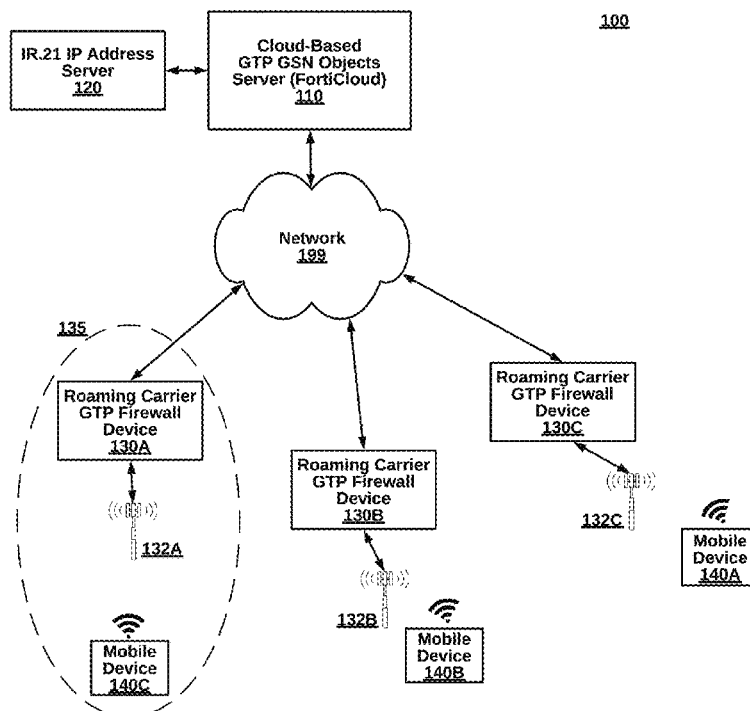 100
IR.21 IP Address
Server
120
Cloud-Based
GTP GSN Objects
Server (FortiCloud)
110
Network
199
135
Roaming Carrier
GTP Firewall
Device
130A
132A
Mobile
Device
140C
Roaming Carrier
GTP Firewall
Device
130B
132B
Mobile
Device
140B
Roaming Carrier
GTP Firewall
Device
130C
132C
Mobile
Device
140A